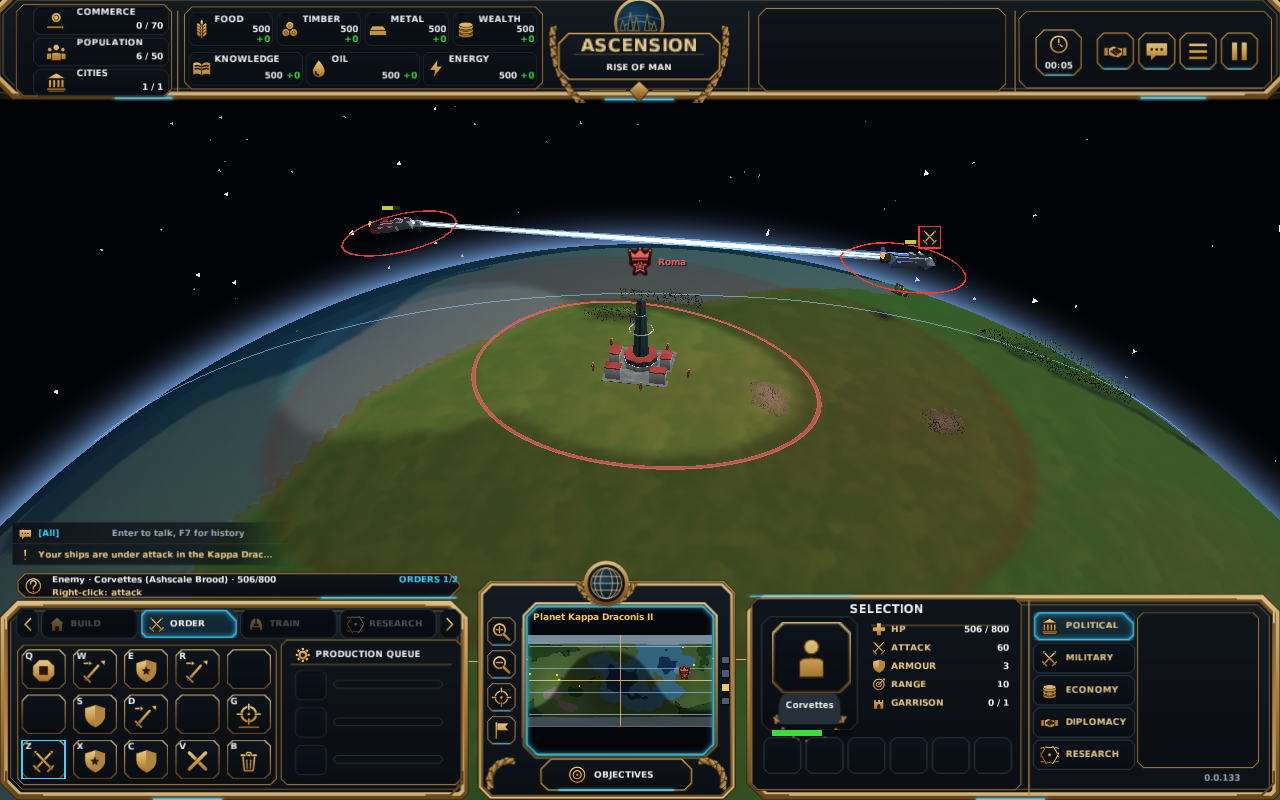 COMMERCE
0 / 70
POPULATION
6 / 50
CITIES
1 / 1
FOOD
500
+0
TIMBER
500
+0
METAL
500
+0
WEALTH
500
+0
KNOWLEDGE
500 +0
OIL
500 +0
ENERGY
500 +0
ASCENSION
RISE OF MAN
00:05
Roma
[All] Enter to talk, F7 for history
! Your ships are under attack in the Kappa Drac...
Enemy · Corvettes (Ashscale Brood) · 506/800
ORDERS 1/2
Right-click: attack
BUILD
ORDER
TRAIN
RESEARCH
Q W E R
S D G
Z X C V B
PRODUCTION QUEUE
Planet Kappa Draconis II
OBJECTIVES
SELECTION
Corvettes
HP 506 / 800
ATTACK 60
ARMOUR 3
RANGE 10
GARRISON 0 / 1
POLITICAL
MILITARY
ECONOMY
DIPLOMACY
RESEARCH
0.0.133